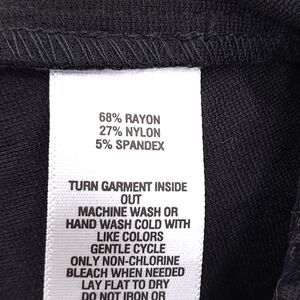 68% RAYON
27% NYLON
5% SPANDEX
TURN GARMENT INSIDE
OUT
MACHINE WASH OR
HAND WASH COLD WITH
LIKE COLORS
GENTLE CYCLE
ONLY NON-CHLORINE
BLEACH WHEN NEEDED
LAY FLAT TO DRY
DO NOT IRON OR